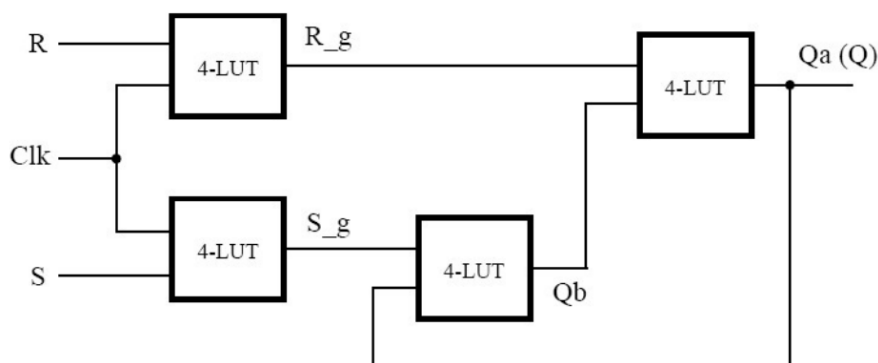 R
4-LUT
R_g
4-LUT
Qa (Q)
Clk
S
4-LUT
S_g
4-LUT
Qb